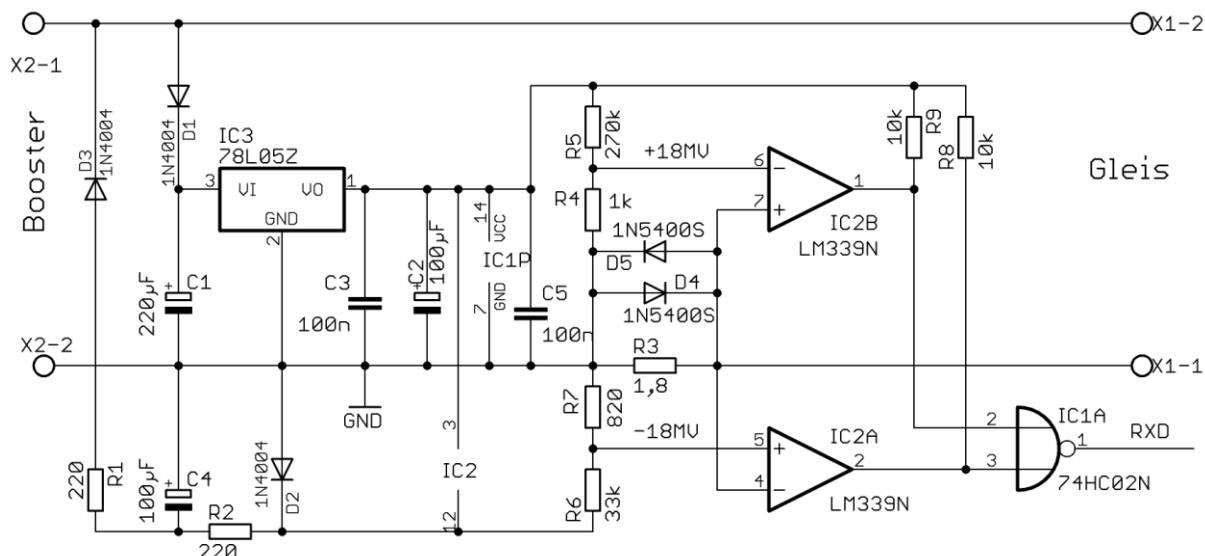 X2-1
X1-2
Booster
Gleis
D3
1N4004
1N4004
D1
IC3
78L05Z
3
VI
VO
1
GND
2
R5
270k
+18MV
R4
1k
6
7
1
IC2B
LM339N
10k
R9
R8
10k
1N5400S
D5
D4
1N5400S
+
220µF
C1
C3
100n
+
C2
100µF
14
VCC
IC1P
7
GND
C5
100n
X2-2
R3
1,8
X1-1
GND
R7
820
-18MV
R6
33k
5
4
2
IC2A
LM339N
2
3
IC1A
1
RXD
74HC02N
220
R1
+
100µF
C4
R2
220
1N4004
D2
3
IC2
12